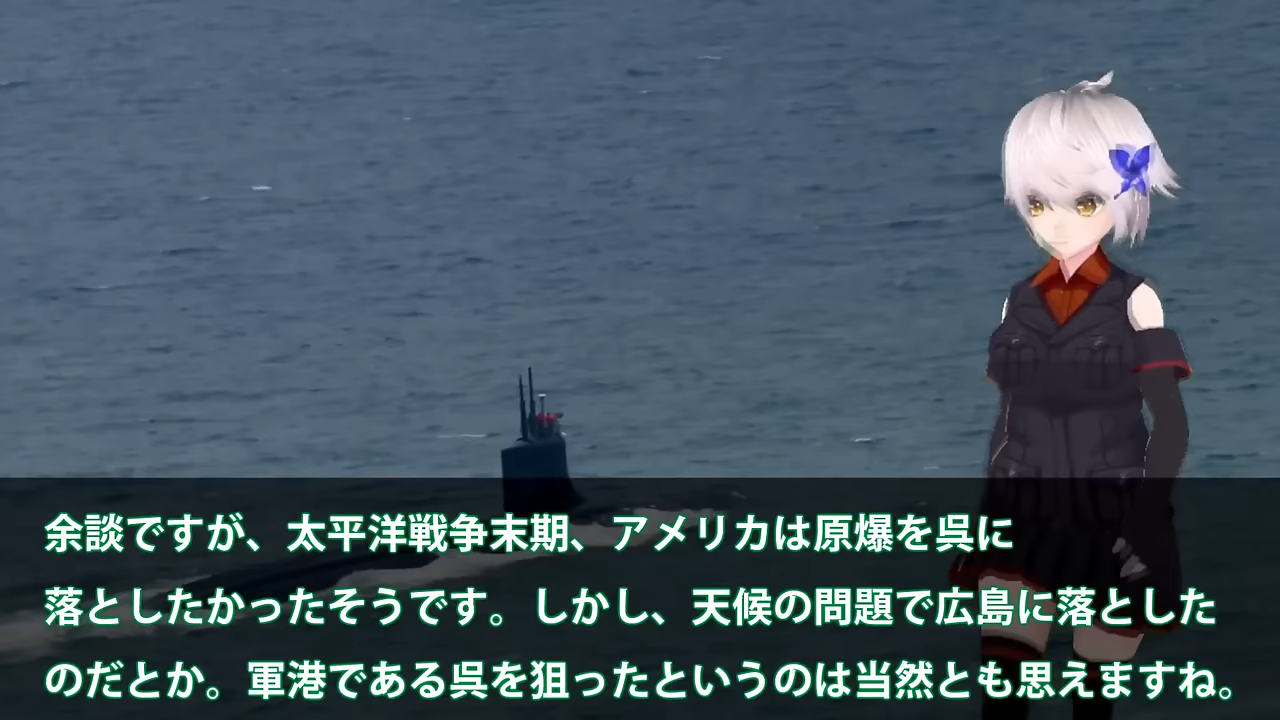 余談ですが、太平洋戦争末期、アメリカは原爆を呉に
落としたかったそうです。しかし、天候の問題で広島に落とした
のだとか。軍港である呉を狙ったというのは当然とも思えますね。